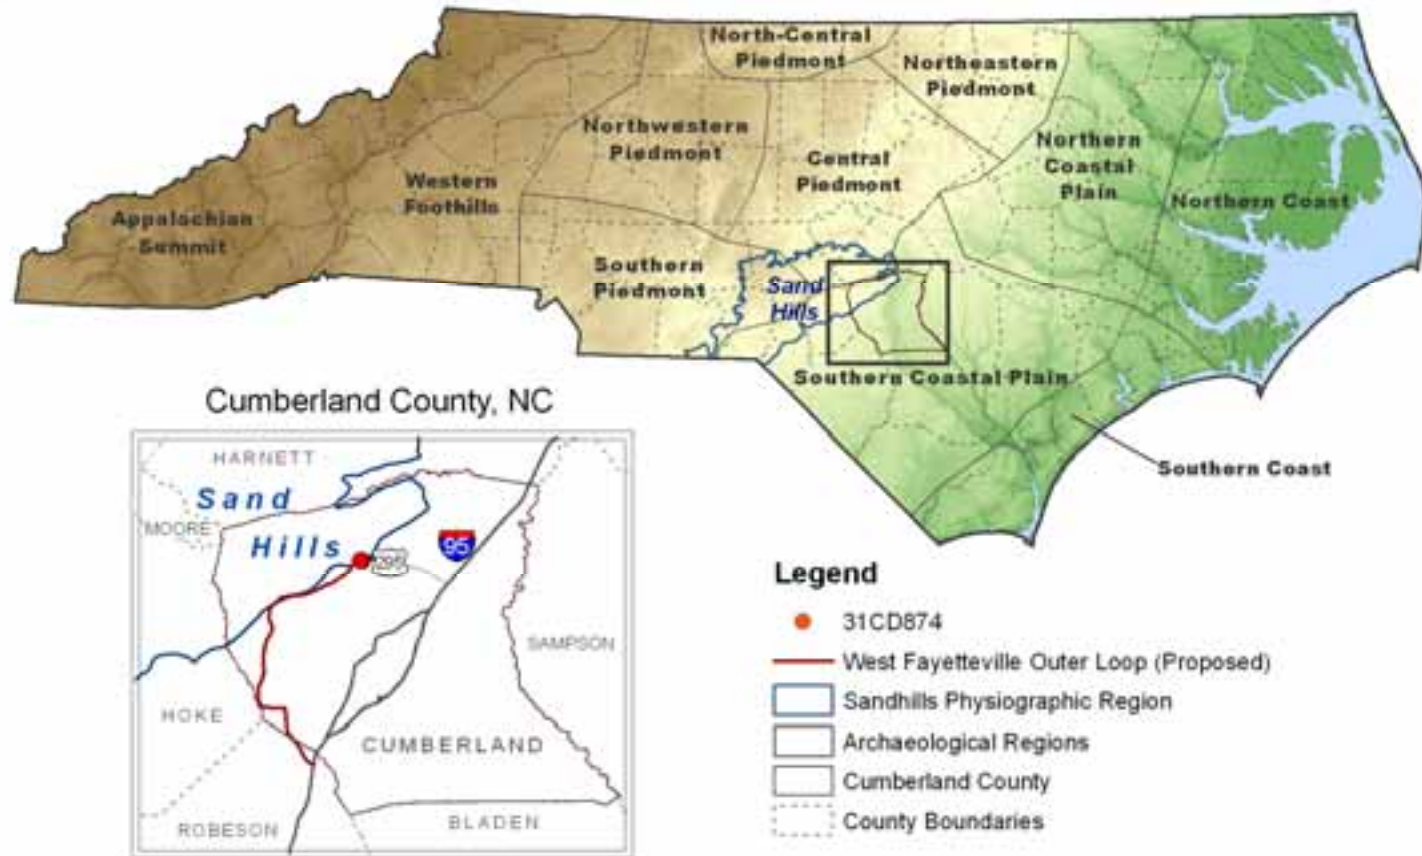 North-Central
Piedmont
Northeastern
Piedmont
Northwestern
Piedmont
Central
Piedmont
Northern
Coastal
Plain
Western
Foothills
Northern Coast
Appalachian
Summit
Southern
Piedmont
Sand
Hills
Southern Coastal Plain
Southern Coast
Cumberland County, NC
HARNETT
Sand
MOORE
Hills
295
95
SAMPSON
HOKE
CUMBERLAND
ROBESON
BLADEN
Legend
31CD874
West Fayetteville Outer Loop (Proposed)
Sandhills Physiographic Region
Archaeological Regions
Cumberland County
County Boundaries